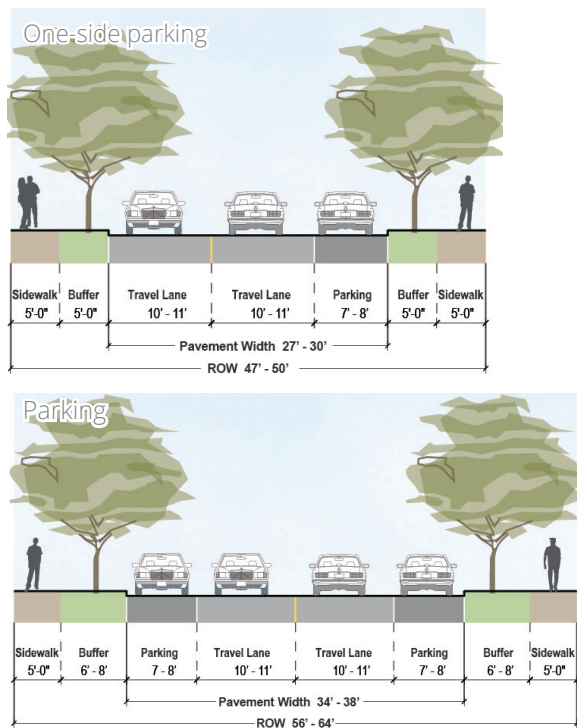 One-side parking
Sidewalk Buffer Travel Lane Travel Lane Parking Buffer Sidewalk
5'-0" 5'-0" 10' - 11' 10' - 11' 7' - 8' 5'-0" 5'-0"
Pavement Width 27' - 30'
ROW 47' - 50'
Parking
Sidewalk Buffer Parking Travel Lane Travel Lane Parking Buffer Sidewalk
5'-0" 6' - 8' 7 - 8' 10' - 11' 10' - 11' 7' - 8' 6' - 8' 5'-0"
Pavement Width 34' - 38'
ROW 56' - 64'